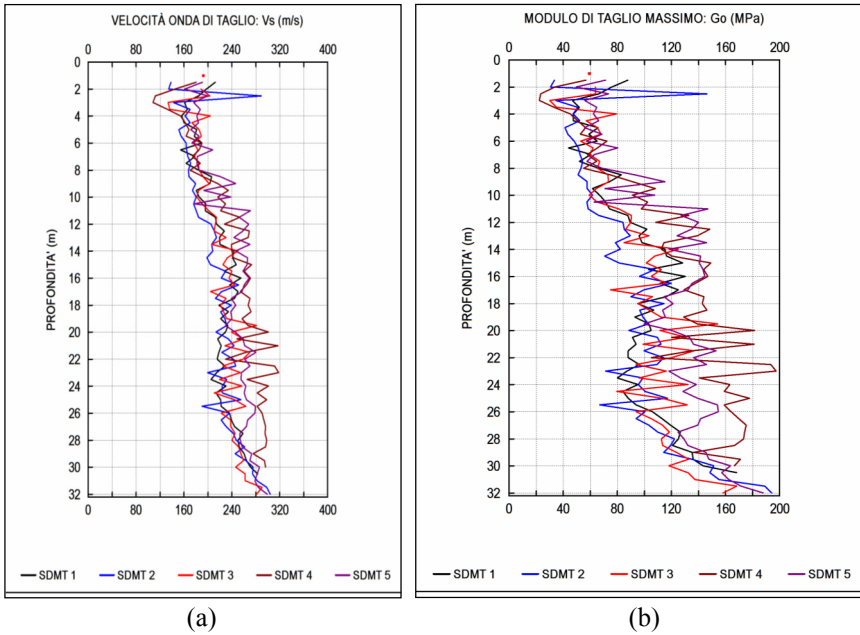 VELOCITÀ ONDA DI TAGLIO: Vs (m/s)
0 80 160 240 320 400
0
2
4
6
8
10
12
14
16
18
20
22
24
26
28
30
32
PROFONDITA' (m)
0 80 160 240 320 400
SDMT 1 SDMT 2 SDMT 3 SDMT 4 SDMT 5
(a)
MODULO DI TAGLIO MASSIMO: Go (MPa)
0 40 80 120 160 200
0
2
4
6
8
10
12
14
16
18
20
22
24
26
28
30
32
PROFONDITA' (m)
0 40 80 120 160 200
SDMT 1 SDMT 2 SDMT 3 SDMT 4 SDMT 5
(b)